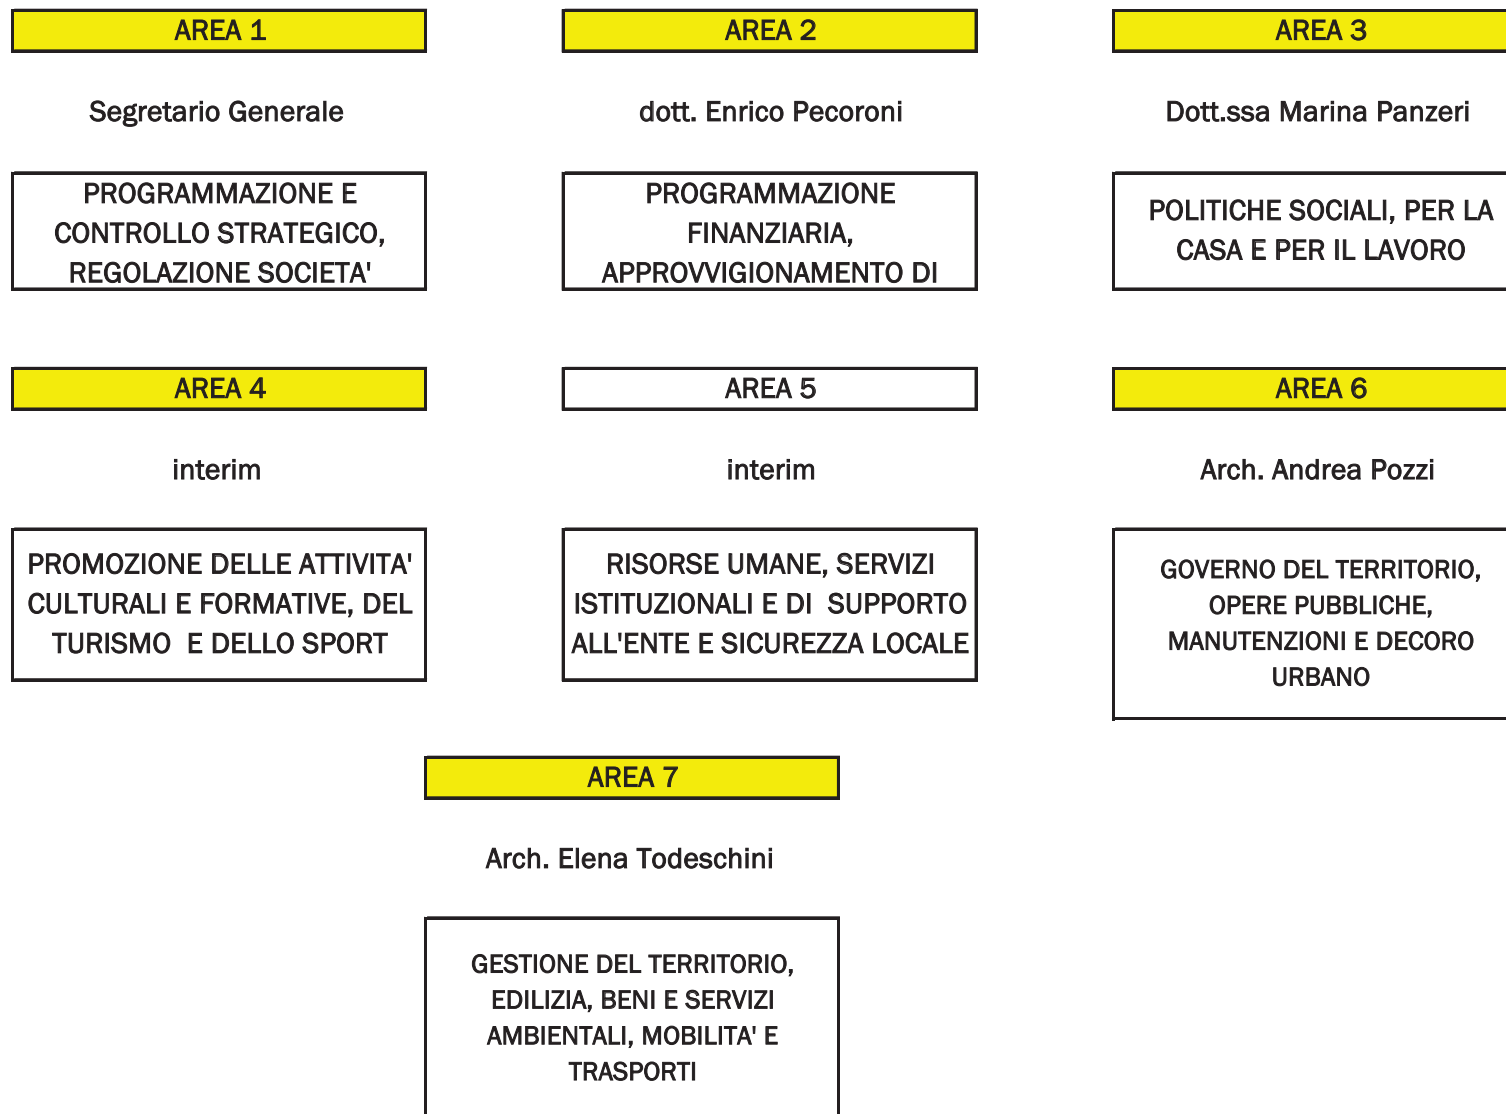 AREA 1
Segretario Generale
PROGRAMMAZIONE E
CONTROLLO STRATEGICO,
REGOLAZIONE SOCIETA'
AREA 2
dott. Enrico Pecoroni
PROGRAMMAZIONE
FINANZIARIA,
APPROVVIGIONAMENTO DI
AREA 3
Dott.ssa Marina Panzeri
POLITICHE SOCIALI, PER LA
CASA E PER IL LAVORO
AREA 4
interim
PROMOZIONE DELLE ATTIVITA'
CULTURALI E FORMATIVE, DEL
TURISMO  E DELLO SPORT
AREA 5
interim
RISORSE UMANE, SERVIZI
ISTITUZIONALI E DI  SUPPORTO
ALL'ENTE E SICUREZZA LOCALE
AREA 6
Arch. Andrea Pozzi
GOVERNO DEL TERRITORIO,
OPERE PUBBLICHE,
MANUTENZIONI E DECORO
URBANO
AREA 7
Arch. Elena Todeschini
GESTIONE DEL TERRITORIO,
EDILIZIA, BENI E SERVIZI
AMBIENTALI, MOBILITA' E
TRASPORTI